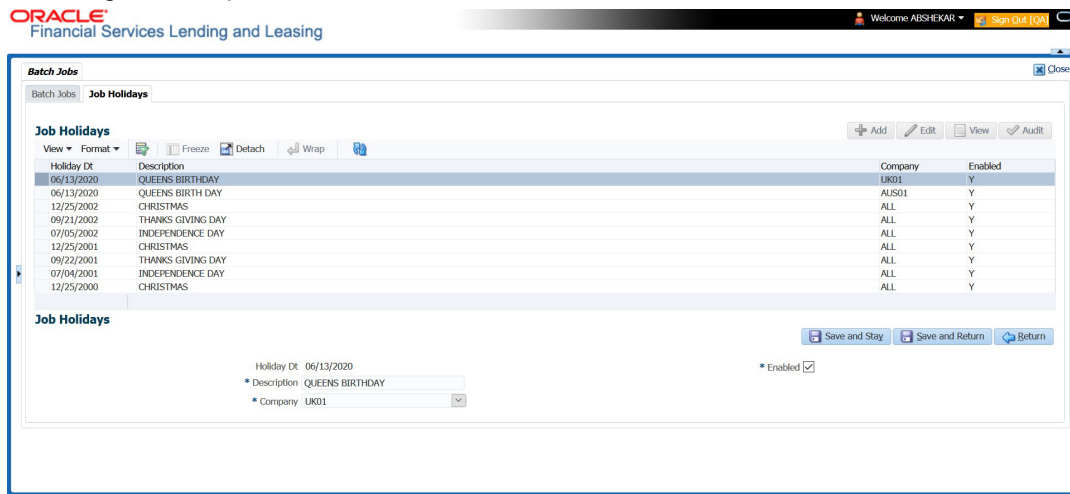 ORACLE®
Financial Services Lending and Leasing
Welcome ABSHEKAR
Sign Out [QA]
Batch Jobs
Close
Batch Jobs Job Holidays
Job Holidays
Add Edit View Audit
View Format Freeze Detach Wrap
Holiday Dt Description Company Enabled
06/13/2020 QUEENS BIRTHDAY UK01 Y
06/13/2020 QUEENS BIRTH DAY AUS01 Y
12/25/2002 CHRISTMAS ALL Y
09/21/2002 THANKS GIVING DAY ALL Y
07/05/2002 INDEPENDENCE DAY ALL Y
12/25/2001 CHRISTMAS ALL Y
09/22/2001 THANKS GIVING DAY ALL Y
07/04/2001 INDEPENDENCE DAY ALL Y
12/25/2000 CHRISTMAS ALL Y
Job Holidays
Save and Stay Save and Return Return
Holiday Dt 06/13/2020 * Enabled
* Description QUEENS BIRTHDAY
* Company UK01